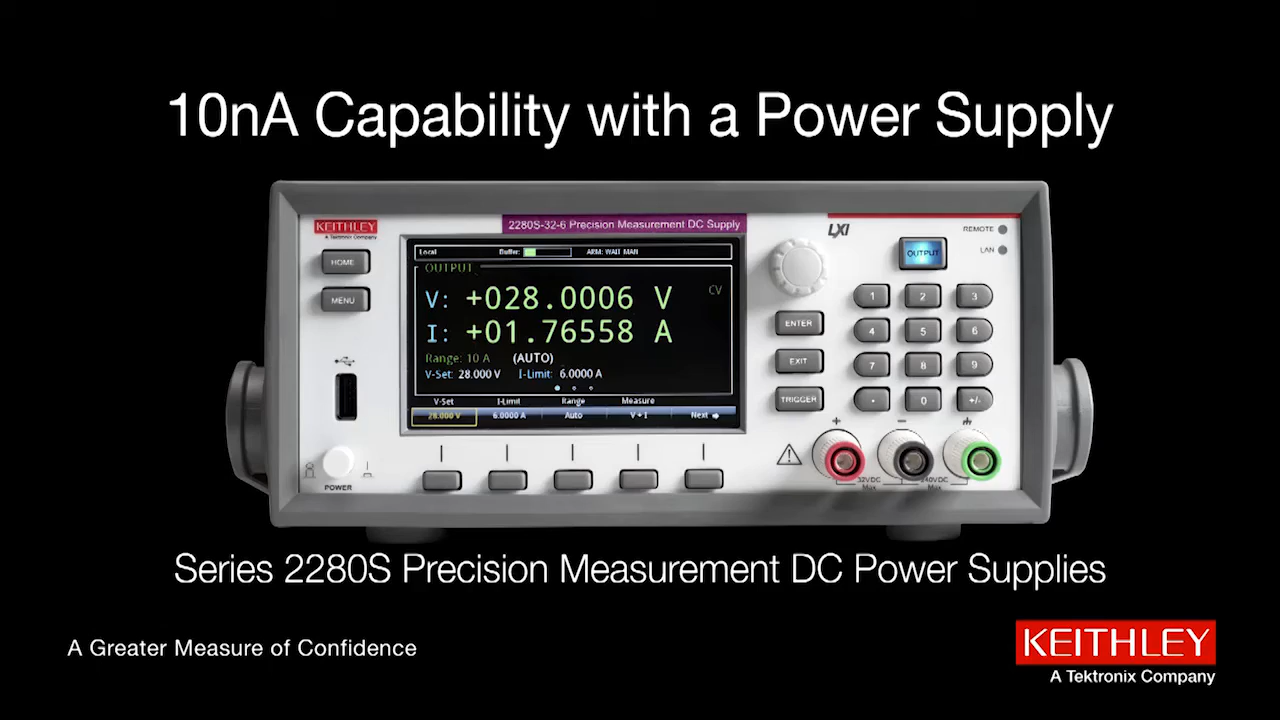 10nA Capability with a Power Supply
KEITHLEY
A Tektronix Company
2280S-32-6 Precision Measurement DC Supply
LXI
REMOTE
LAN
HOME
MENU
Local
Buffer:
ARM: WAIT MAN
OUTPUT
V: +028.0006 V
CV
I: +01.76558 A
Range: 10 A (AUTO)
V-Set: 28.000 V I-Limit: 6.0000 A
V-Set I-Limit Range Measure
28.000 V 6.0000 A Auto V+I Next
OUTPUT
1 2 3
ENTER
4 5 6
EXIT
7 8 9
TRIGGER
. 0 +/-
+ −
POWER
32VDC Max
240VDC Max
Series 2280S Precision Measurement DC Power Supplies
A Greater Measure of Confidence
KEITHLEY
A Tektronix Company